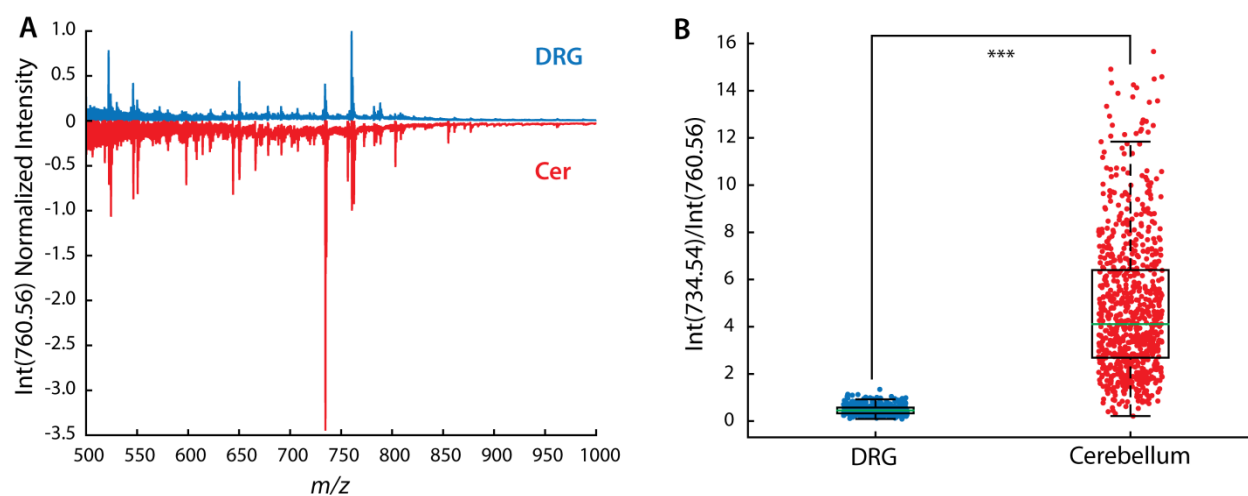 A
Int(760.56) Normalized Intensity
1.0
0.5
0
-0.5
-1.0
-1.5
-2.0
-2.5
-3.0
-3.5
DRG
Cer
500 550 600 650 700 750 800 850 900 950 1000
m/z
B
Int(734.54)/Int(760.56)
16
14
12
10
8
6
4
2
0
***
DRG Cerebellum